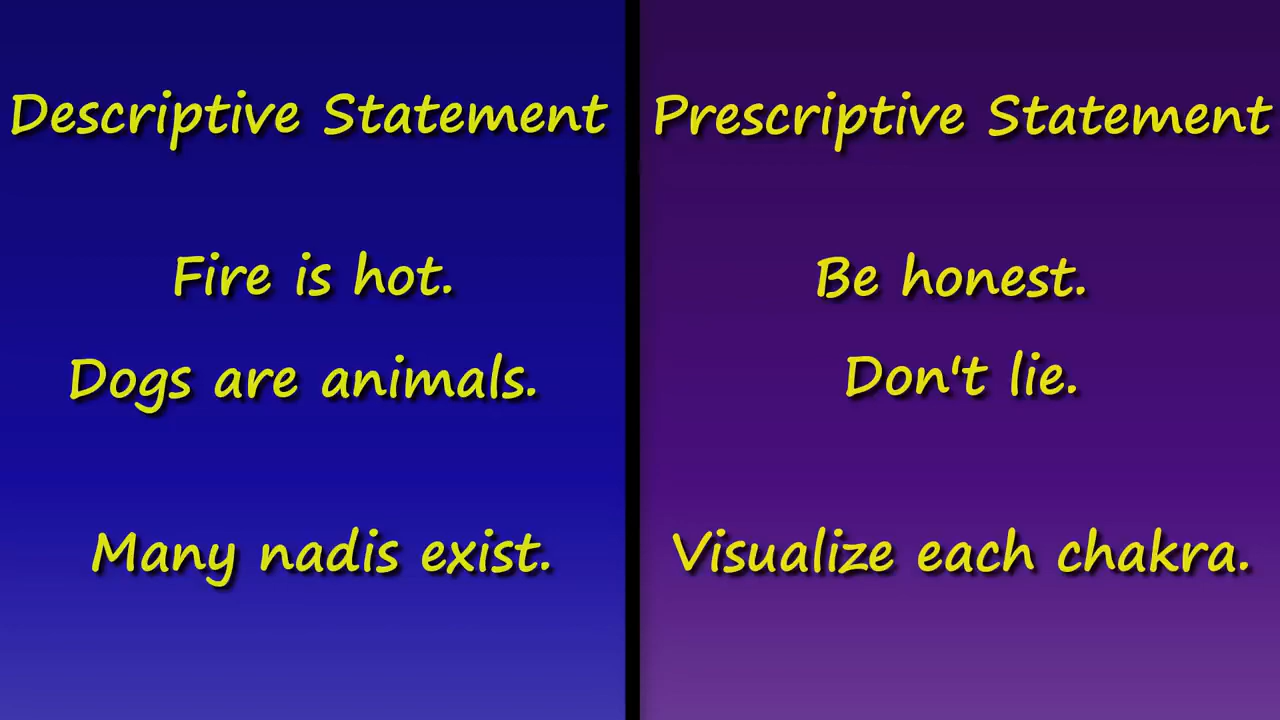 Descriptive Statement
Fire is hot.
Dogs are animals.
Many nadis exist.
Prescriptive Statement
Be honest.
Don't lie.
Visualize each chakra.